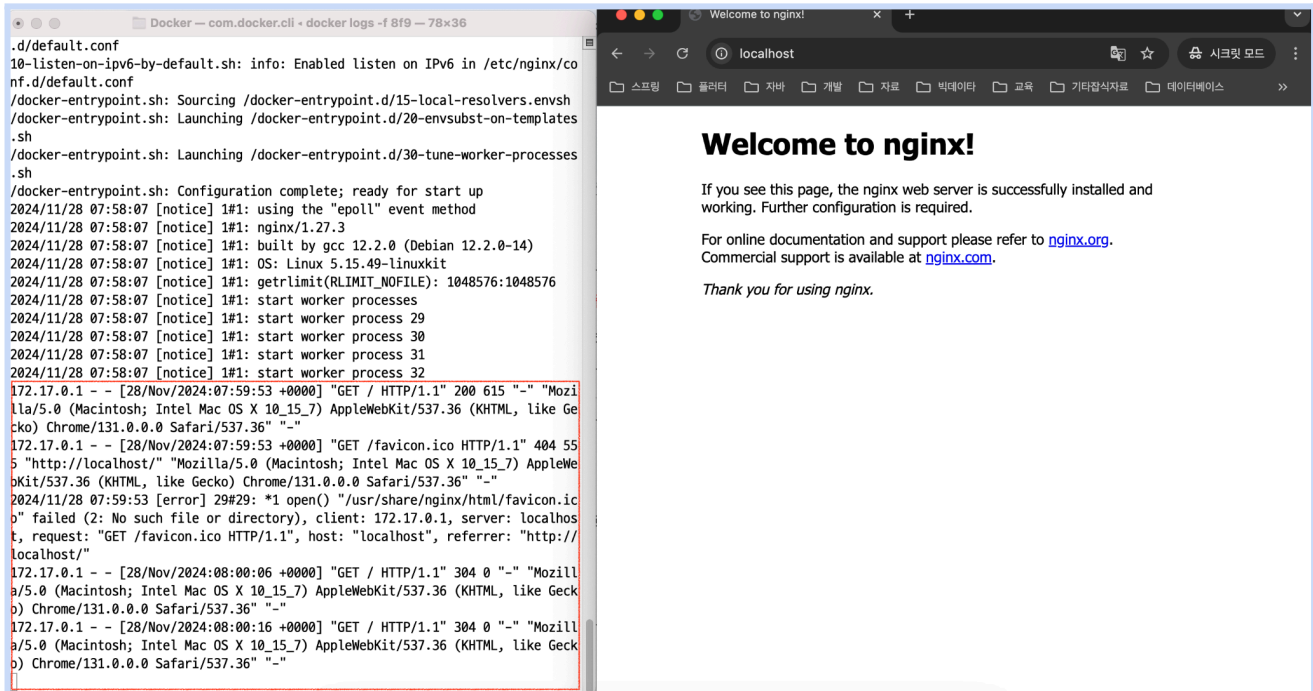 Docker — com.docker.cli ◂ docker logs -f 8f9 — 78×36
.d/default.conf
10-listen-on-ipv6-by-default.sh: info: Enabled listen on IPv6 in /etc/nginx/co
nf.d/default.conf
/docker-entrypoint.sh: Sourcing /docker-entrypoint.d/15-local-resolvers.envsh
/docker-entrypoint.sh: Launching /docker-entrypoint.d/20-envsubst-on-templates
.sh
/docker-entrypoint.sh: Launching /docker-entrypoint.d/30-tune-worker-processes
.sh
/docker-entrypoint.sh: Configuration complete; ready for start up
2024/11/28 07:58:07 [notice] 1#1: using the "epoll" event method
2024/11/28 07:58:07 [notice] 1#1: nginx/1.27.3
2024/11/28 07:58:07 [notice] 1#1: built by gcc 12.2.0 (Debian 12.2.0-14)
2024/11/28 07:58:07 [notice] 1#1: OS: Linux 5.15.49-linuxkit
2024/11/28 07:58:07 [notice] 1#1: getrlimit(RLIMIT_NOFILE): 1048576:1048576
2024/11/28 07:58:07 [notice] 1#1: start worker processes
2024/11/28 07:58:07 [notice] 1#1: start worker process 29
2024/11/28 07:58:07 [notice] 1#1: start worker process 30
2024/11/28 07:58:07 [notice] 1#1: start worker process 31
2024/11/28 07:58:07 [notice] 1#1: start worker process 32
172.17.0.1 - - [28/Nov/2024:07:59:53 +0000] "GET / HTTP/1.1" 200 615 "-" "Mozi
lla/5.0 (Macintosh; Intel Mac OS X 10_15_7) AppleWebKit/537.36 (KHTML, like Ge
cko) Chrome/131.0.0.0 Safari/537.36" "-"
172.17.0.1 - - [28/Nov/2024:07:59:53 +0000] "GET /favicon.ico HTTP/1.1" 404 55
5 "http://localhost/" "Mozilla/5.0 (Macintosh; Intel Mac OS X 10_15_7) AppleWe
bKit/537.36 (KHTML, like Gecko) Chrome/131.0.0.0 Safari/537.36" "-"
2024/11/28 07:59:53 [error] 29#29: *1 open() "/usr/share/nginx/html/favicon.ic
o" failed (2: No such file or directory), client: 172.17.0.1, server: localhos
t, request: "GET /favicon.ico HTTP/1.1", host: "localhost", referrer: "http://
localhost/"
172.17.0.1 - - [28/Nov/2024:08:00:06 +0000] "GET / HTTP/1.1" 304 0 "-" "Mozill
a/5.0 (Macintosh; Intel Mac OS X 10_15_7) AppleWebKit/537.36 (KHTML, like Geck
o) Chrome/131.0.0.0 Safari/537.36" "-"
172.17.0.1 - - [28/Nov/2024:08:00:16 +0000] "GET / HTTP/1.1" 304 0 "-" "Mozill
a/5.0 (Macintosh; Intel Mac OS X 10_15_7) AppleWebKit/537.36 (KHTML, like Geck
o) Chrome/131.0.0.0 Safari/537.36" "-"
Welcome to nginx!
localhost
시크릿 모드
스프링 플러터 자바 개발 자료 빅데이타 교육 기타잡식자료 데이터베이스
Welcome to nginx!
If you see this page, the nginx web server is successfully installed and
working. Further configuration is required.
For online documentation and support please refer to nginx.org.
Commercial support is available at nginx.com.
Thank you for using nginx.